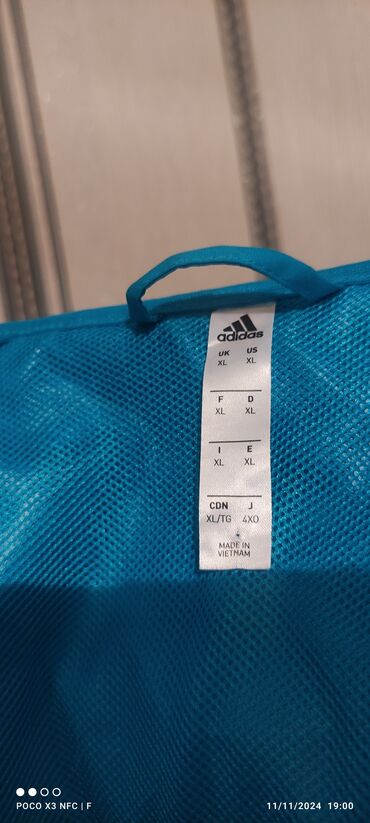 adidas
UK US
XL XL
F D
XL XL
I E
XL XL
CDN J
XL/TG 4XO
MADE IN
VIETNAM
POCO X3 NFC | F
11/11/2024 19:00